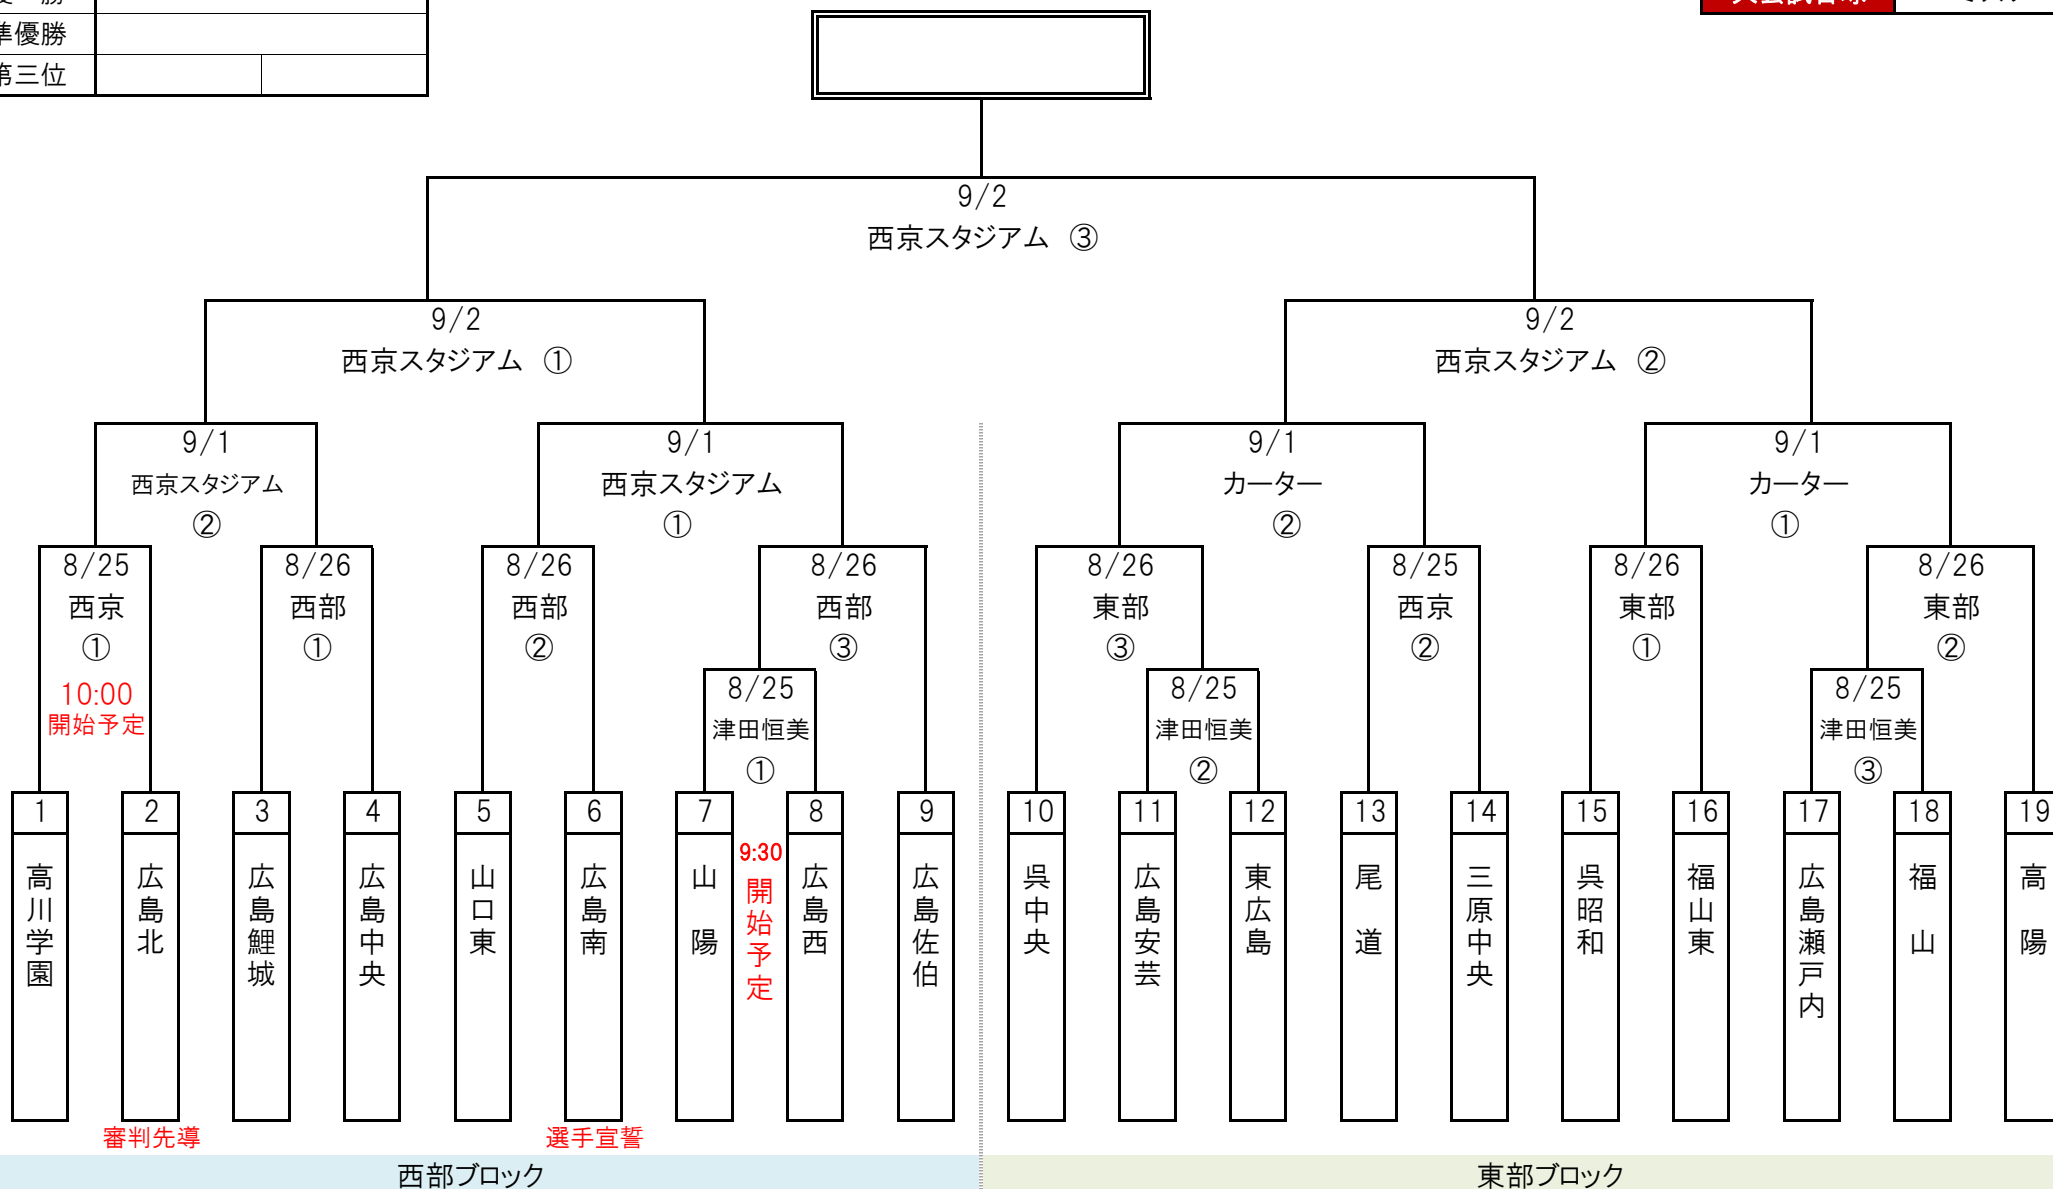 準優勝
第三位
9/2
西京スタジアム ③
9/2
西京スタジアム ①
9/2
西京スタジアム ②
9/1
西京スタジアム
②
9/1
西京スタジアム
①
9/1
カーター
②
9/1
カーター
①
8/25
西京
①
10:00
開始予定
8/26
西部
①
8/26
西部
②
8/26
西部
③
8/26
東部
③
8/25
西京
②
8/26
東部
①
8/26
東部
②
8/25
津田恒美
①
8/25
津田恒美
②
8/25
津田恒美
③
1
高川学園
2
広島北
3
広島鯉城
4
広島中央
5
山口東
6
広島南
7
山陽
9:30
開始予定
8
広島西
9
広島佐伯
10
呉中央
11
広島安芸
12
東広島
13
尾道
14
三原中央
15
呉昭和
16
福山東
17
広島瀬戸内
18
福山
19
高陽
審判先導
選手宣誓
西部ブロック
東部ブロック